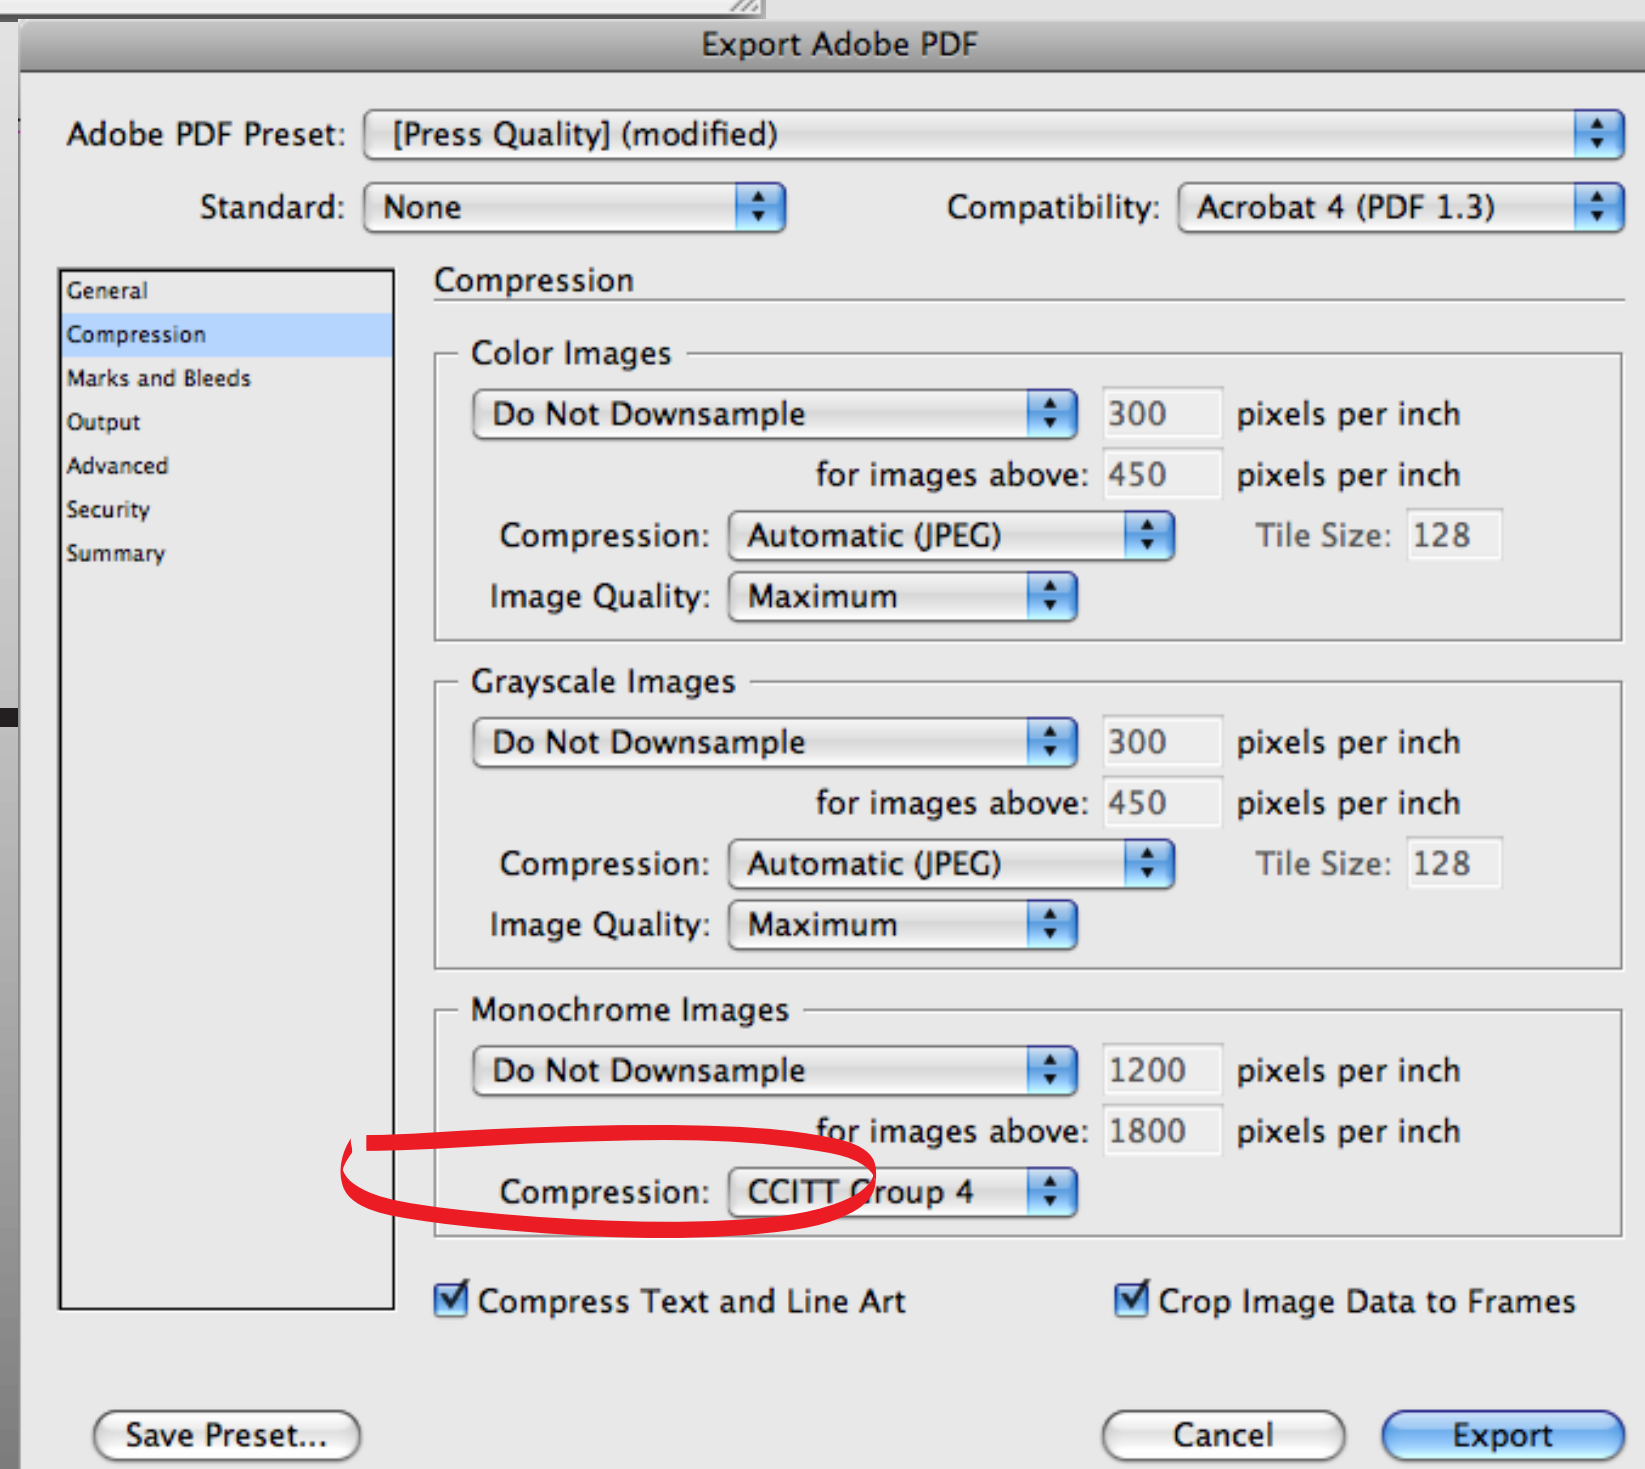 Export Adobe PDF
Adobe PDF Preset: [Press Quality] (modified)
Standard: None Compatibility: Acrobat 4 (PDF 1.3)
General
Compression
Marks and Bleeds
Output
Advanced
Security
Summary
Compression
Color Images
Do Not Downsample 300 pixels per inch
for images above: 450 pixels per inch
Compression: Automatic (JPEG) Tile Size: 128
Image Quality: Maximum
Grayscale Images
Do Not Downsample 300 pixels per inch
for images above: 450 pixels per inch
Compression: Automatic (JPEG) Tile Size: 128
Image Quality: Maximum
Monochrome Images
Do Not Downsample 1200 pixels per inch
for images above: 1800 pixels per inch
Compression: CCITT Group 4
Compress Text and Line Art Crop Image Data to Frames
Save Preset... Cancel Export